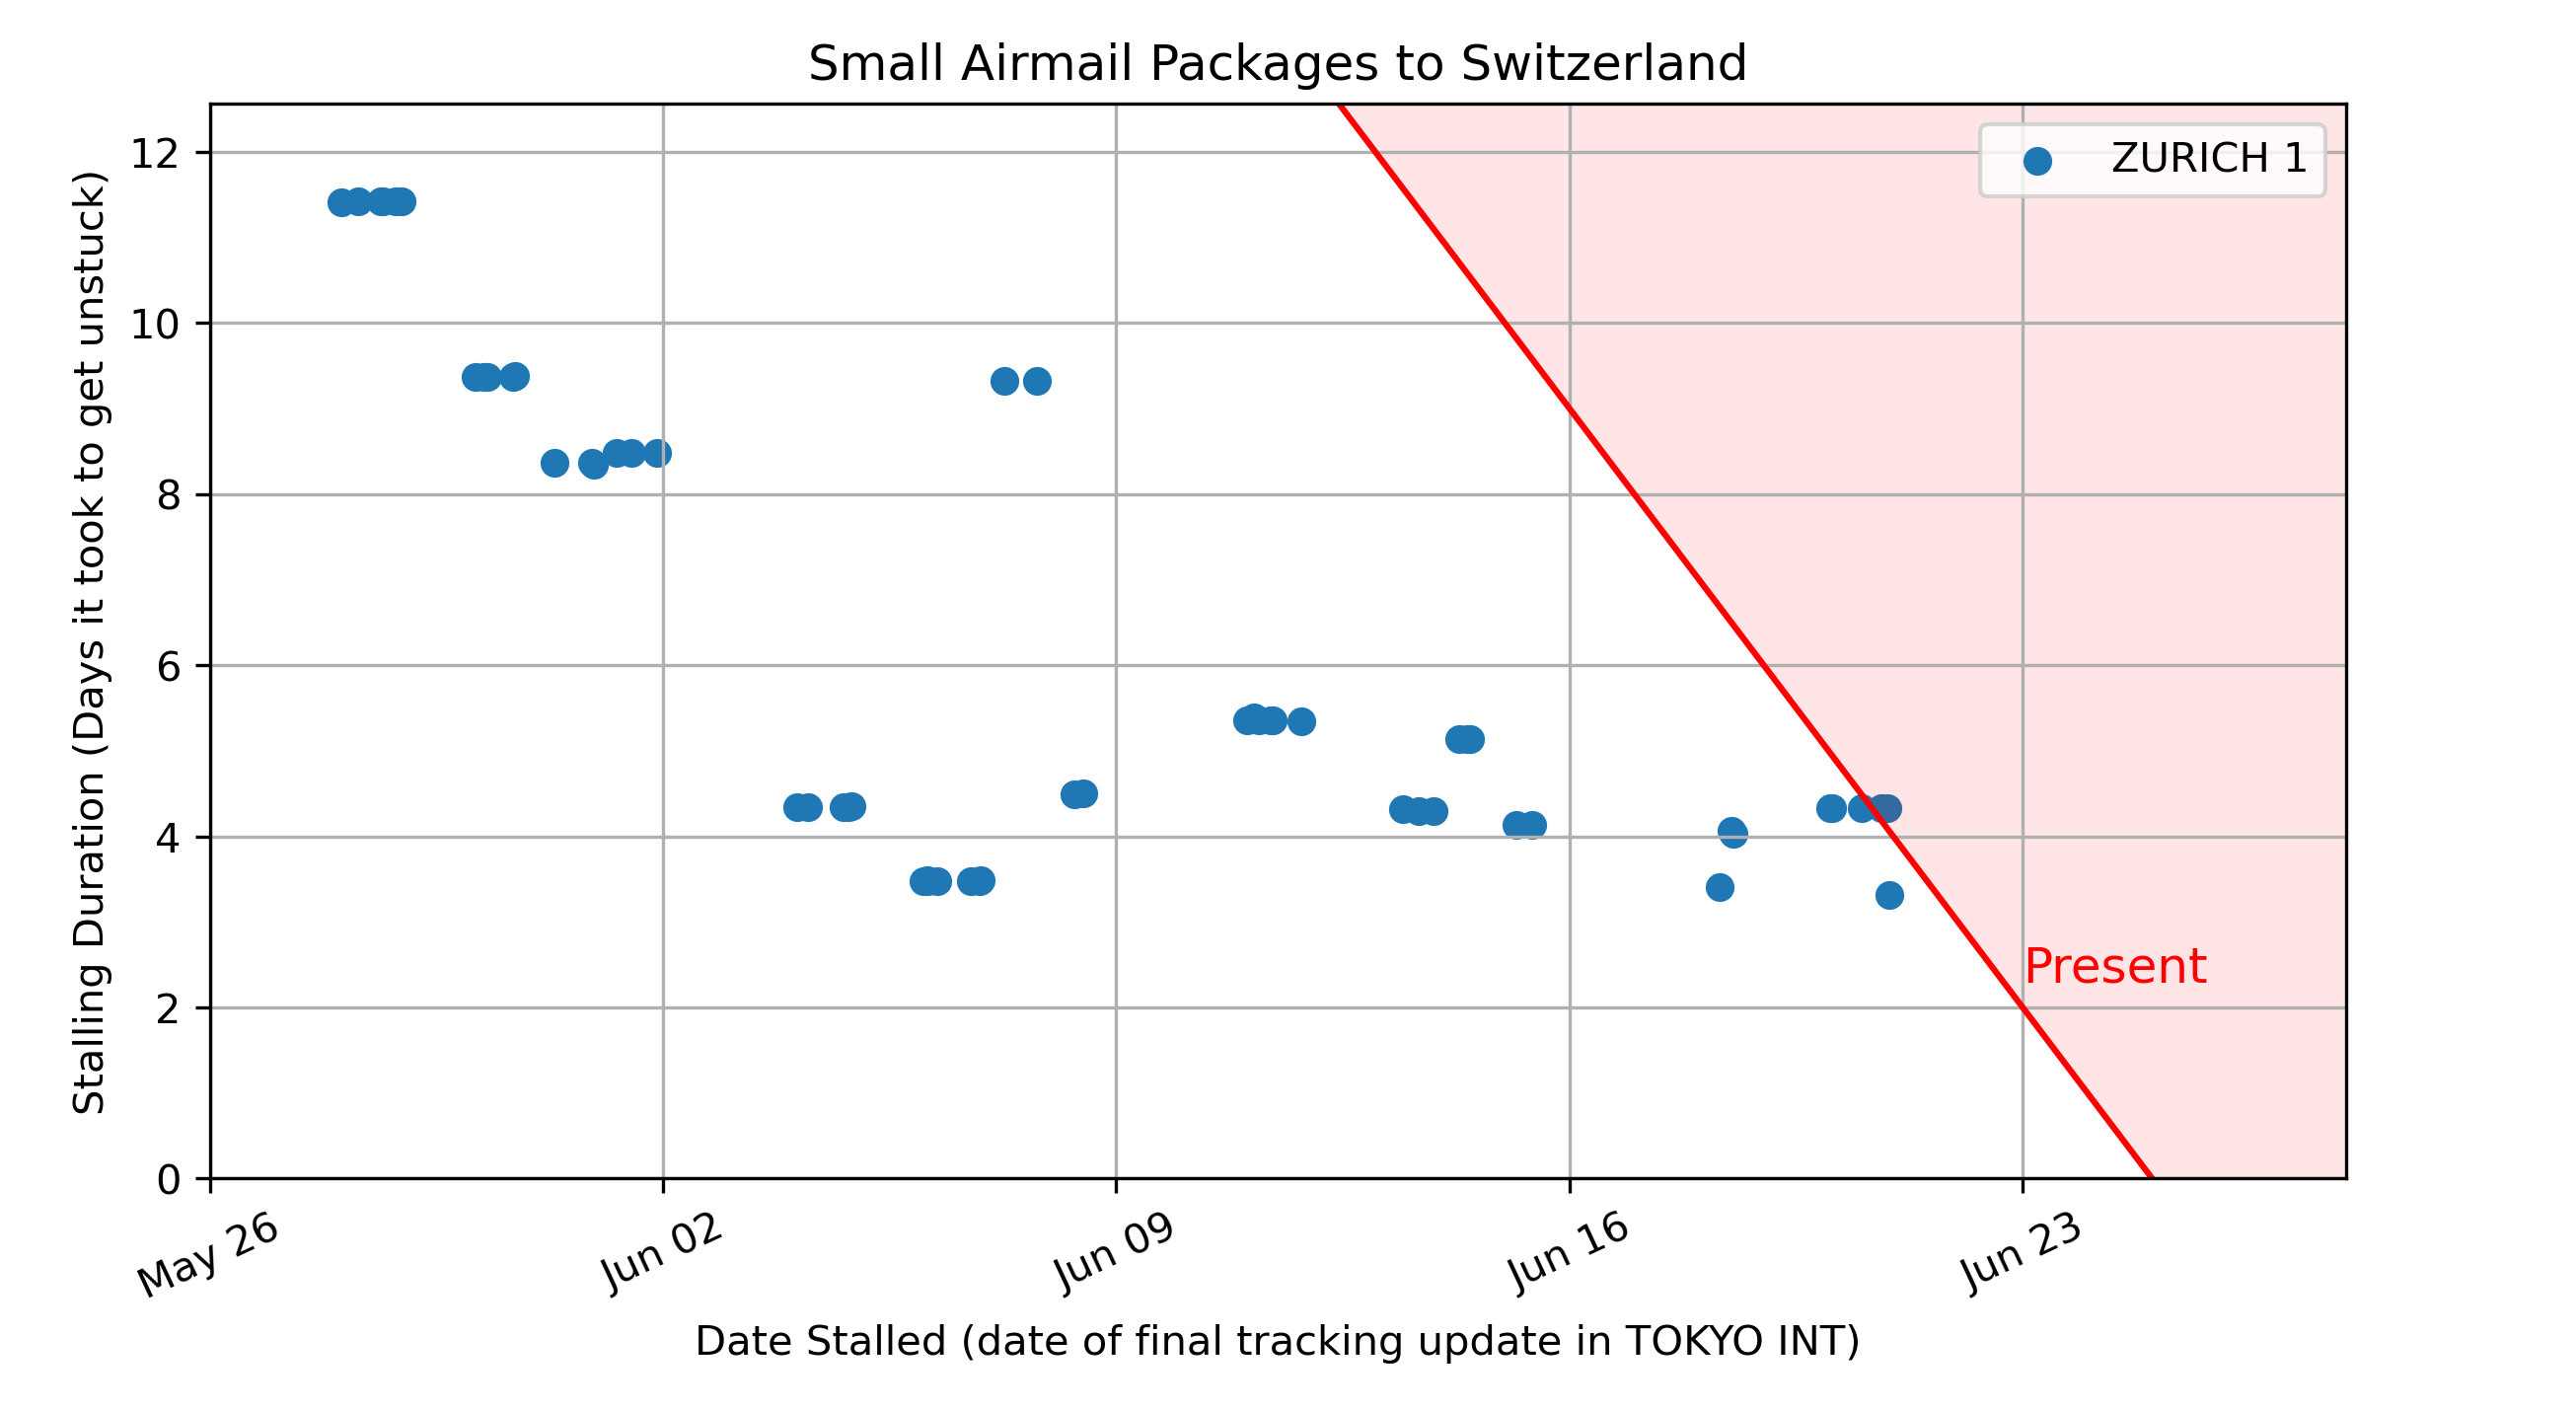 Small Airmail Packages to Switzerland
ZURICH 1
Stalling Duration (Days it took to get unstuck)
12
10
8
6
4
2
0
Present
May 26
Jun 02
Jun 09
Jun 16
Jun 23
Date Stalled (date of final tracking update in TOKYO INT)